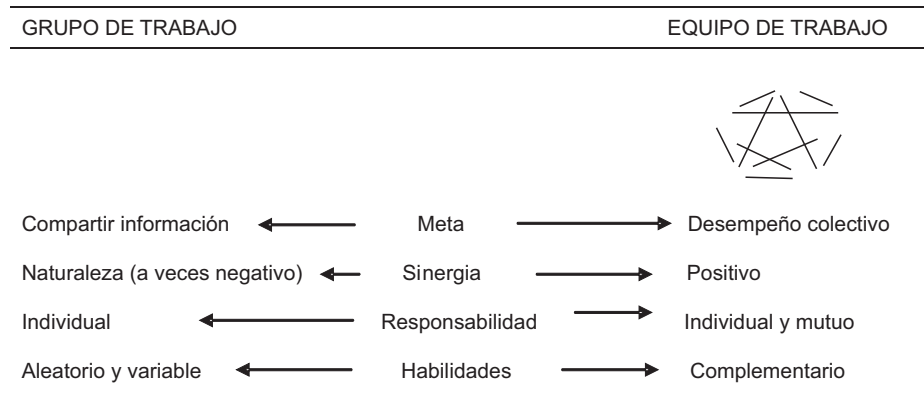 GRUPO DE TRABAJO EQUIPO DE TRABAJO
Compartir información Meta Desempeño colectivo
Naturaleza (a veces negativo) Sinergia Positivo
Individual Responsabilidad Individual y mutuo
Aleatorio y variable Habilidades Complementario